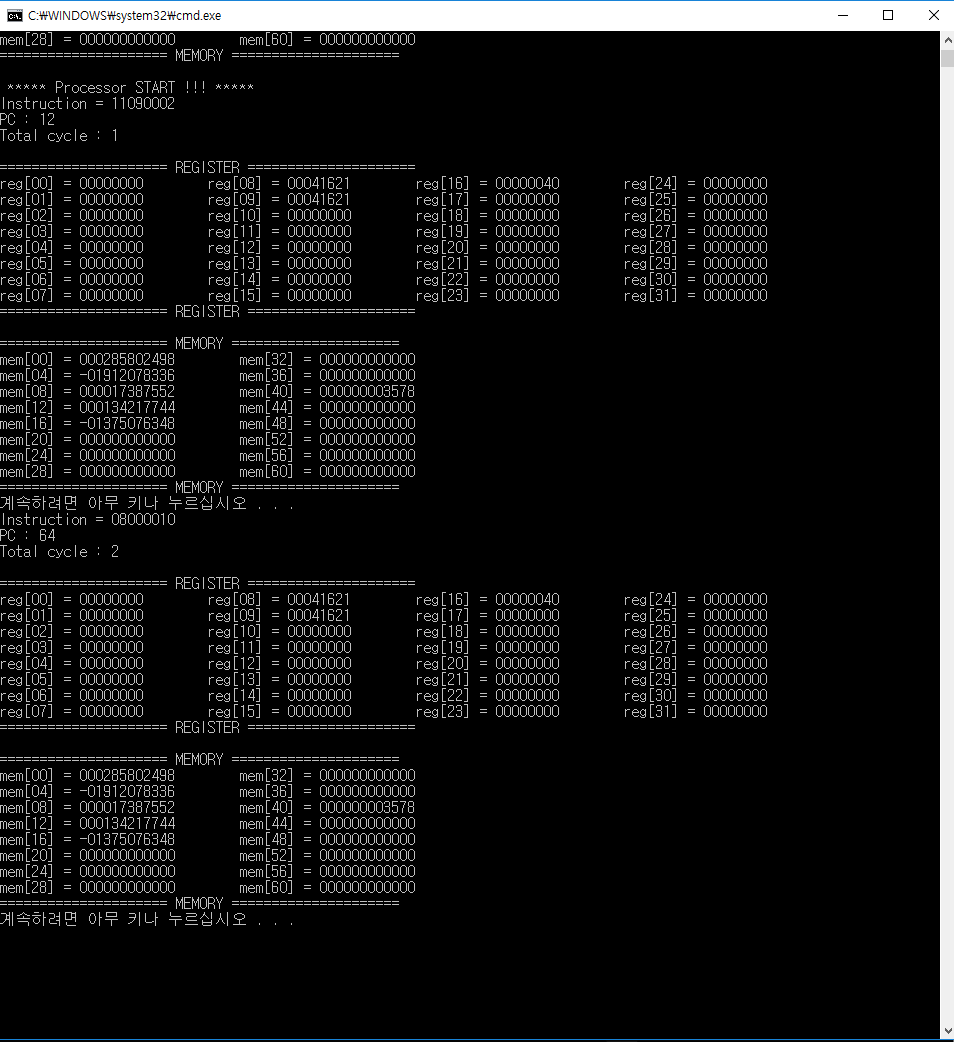 C:₩WINDOWS₩system32₩cmd.exe
mem[28] = 000000000000        mem[60] = 000000000000
===================== MEMORY =====================
***** Processor START !!! *****
Instruction = 11090002
PC : 12
Total cycle : 1
===================== REGISTER =====================
reg[00] = 00000000        reg[08] = 00041621        reg[16] = 00000040        reg[24] = 00000000
reg[01] = 00000000        reg[09] = 00041621        reg[17] = 00000000        reg[25] = 00000000
reg[02] = 00000000        reg[10] = 00000000        reg[18] = 00000000        reg[26] = 00000000
reg[03] = 00000000        reg[11] = 00000000        reg[19] = 00000000        reg[27] = 00000000
reg[04] = 00000000        reg[12] = 00000000        reg[20] = 00000000        reg[28] = 00000000
reg[05] = 00000000        reg[13] = 00000000        reg[21] = 00000000        reg[29] = 00000000
reg[06] = 00000000        reg[14] = 00000000        reg[22] = 00000000        reg[30] = 00000000
reg[07] = 00000000        reg[15] = 00000000        reg[23] = 00000000        reg[31] = 00000000
===================== REGISTER =====================
===================== MEMORY =====================
mem[00] = 000285802498        mem[32] = 000000000000
mem[04] = -01912078336        mem[36] = 000000000000
mem[08] = 000017387552        mem[40] = 000000003578
mem[12] = 000134217744        mem[44] = 000000000000
mem[16] = -01375076348        mem[48] = 000000000000
mem[20] = 000000000000        mem[52] = 000000000000
mem[24] = 000000000000        mem[56] = 000000000000
mem[28] = 000000000000        mem[60] = 000000000000
===================== MEMORY =====================
계속하려면 아무 키나 누르십시오 . . .
Instruction = 08000010
PC : 64
Total cycle : 2
===================== REGISTER =====================
reg[00] = 00000000        reg[08] = 00041621        reg[16] = 00000040        reg[24] = 00000000
reg[01] = 00000000        reg[09] = 00041621        reg[17] = 00000000        reg[25] = 00000000
reg[02] = 00000000        reg[10] = 00000000        reg[18] = 00000000        reg[26] = 00000000
reg[03] = 00000000        reg[11] = 00000000        reg[19] = 00000000        reg[27] = 00000000
reg[04] = 00000000        reg[12] = 00000000        reg[20] = 00000000        reg[28] = 00000000
reg[05] = 00000000        reg[13] = 00000000        reg[21] = 00000000        reg[29] = 00000000
reg[06] = 00000000        reg[14] = 00000000        reg[22] = 00000000        reg[30] = 00000000
reg[07] = 00000000        reg[15] = 00000000        reg[23] = 00000000        reg[31] = 00000000
===================== REGISTER =====================
===================== MEMORY =====================
mem[00] = 000285802498        mem[32] = 000000000000
mem[04] = -01912078336        mem[36] = 000000000000
mem[08] = 000017387552        mem[40] = 000000003578
mem[12] = 000134217744        mem[44] = 000000000000
mem[16] = -01375076348        mem[48] = 000000000000
mem[20] = 000000000000        mem[52] = 000000000000
mem[24] = 000000000000        mem[56] = 000000000000
mem[28] = 000000000000        mem[60] = 000000000000
===================== MEMORY =====================
계속하려면 아무 키나 누르십시오 . . .